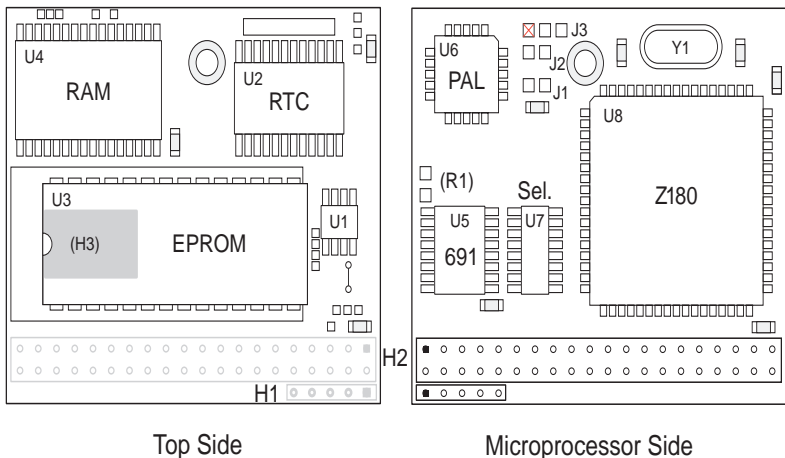 U4
RAM
U2
RTC
U3
(H3)
EPROM
U1
H1
H2
Top Side
U6
PAL
J3
J2
J1
Y1
U8
Z180
(R1)
Sel.
U5
691
U7
Microprocessor Side